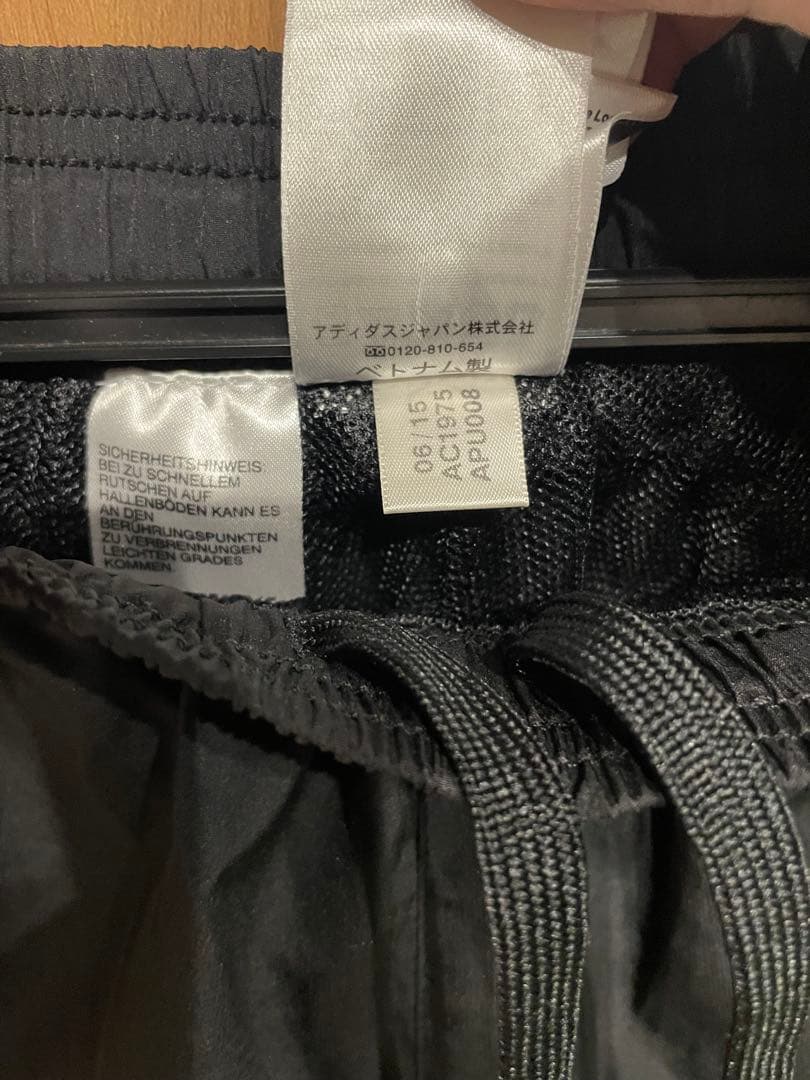 アディダスジャパン株式会社
0120-810-654
ベトナム製
06/15
AC1975
APU008
SICHERHEITSHINWEIS
BEI ZU SCHNELLEM
RUTSCHEN AUF
HALLENBÖDEN KANN ES
AN DEN
BERÜHRUNGSPUNKTEN
ZU VERBRENNUNGEN
LEICHTEN GRADES
KOMMEN.